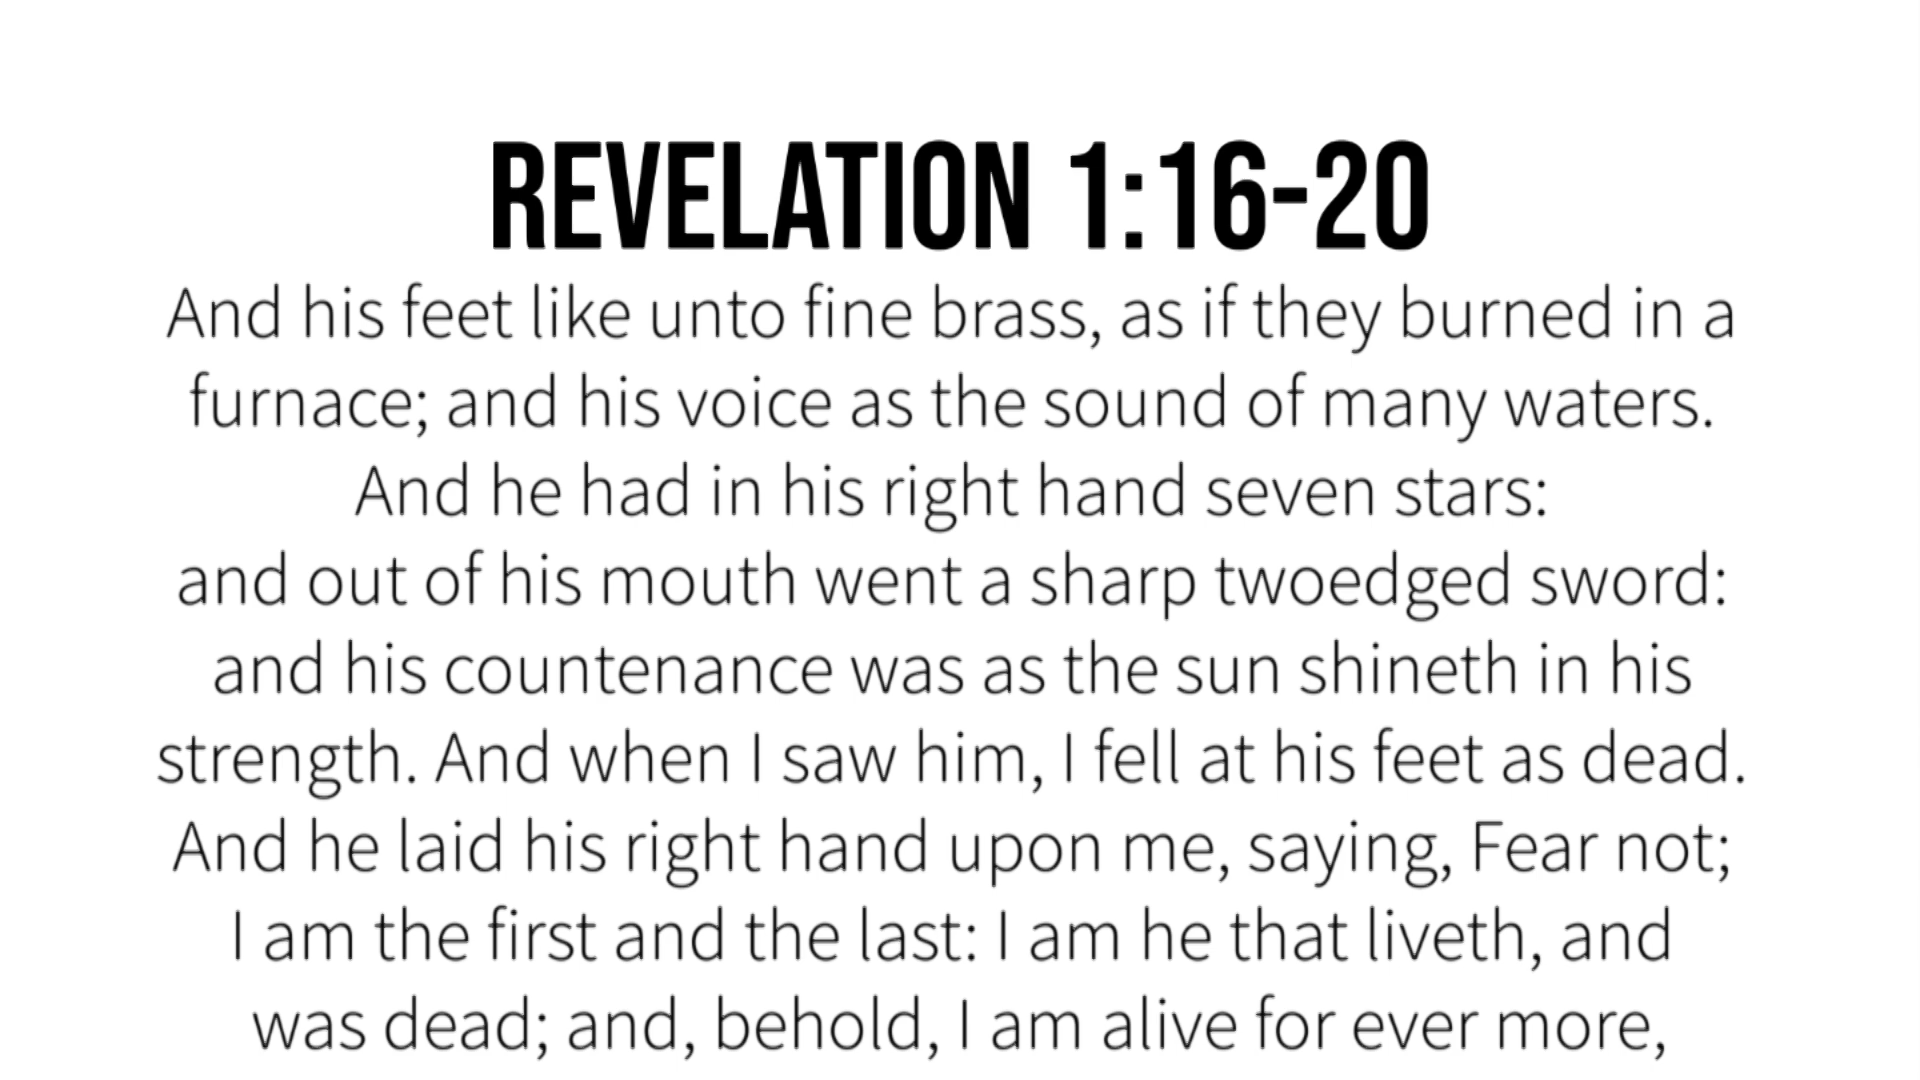 REVELATION 1:16-20
And his feet like unto fine brass, as if they burned in a
furnace; and his voice as the sound of many waters.
And he had in his right hand seven stars:
and out of his mouth went a sharp twoedged sword:
and his countenance was as the sun shineth in his
strength. And when I saw him, I fell at his feet as dead.
And he laid his right hand upon me, saying, Fear not;
I am the first and the last: I am he that liveth, and
was dead; and, behold, I am alive for ever more,